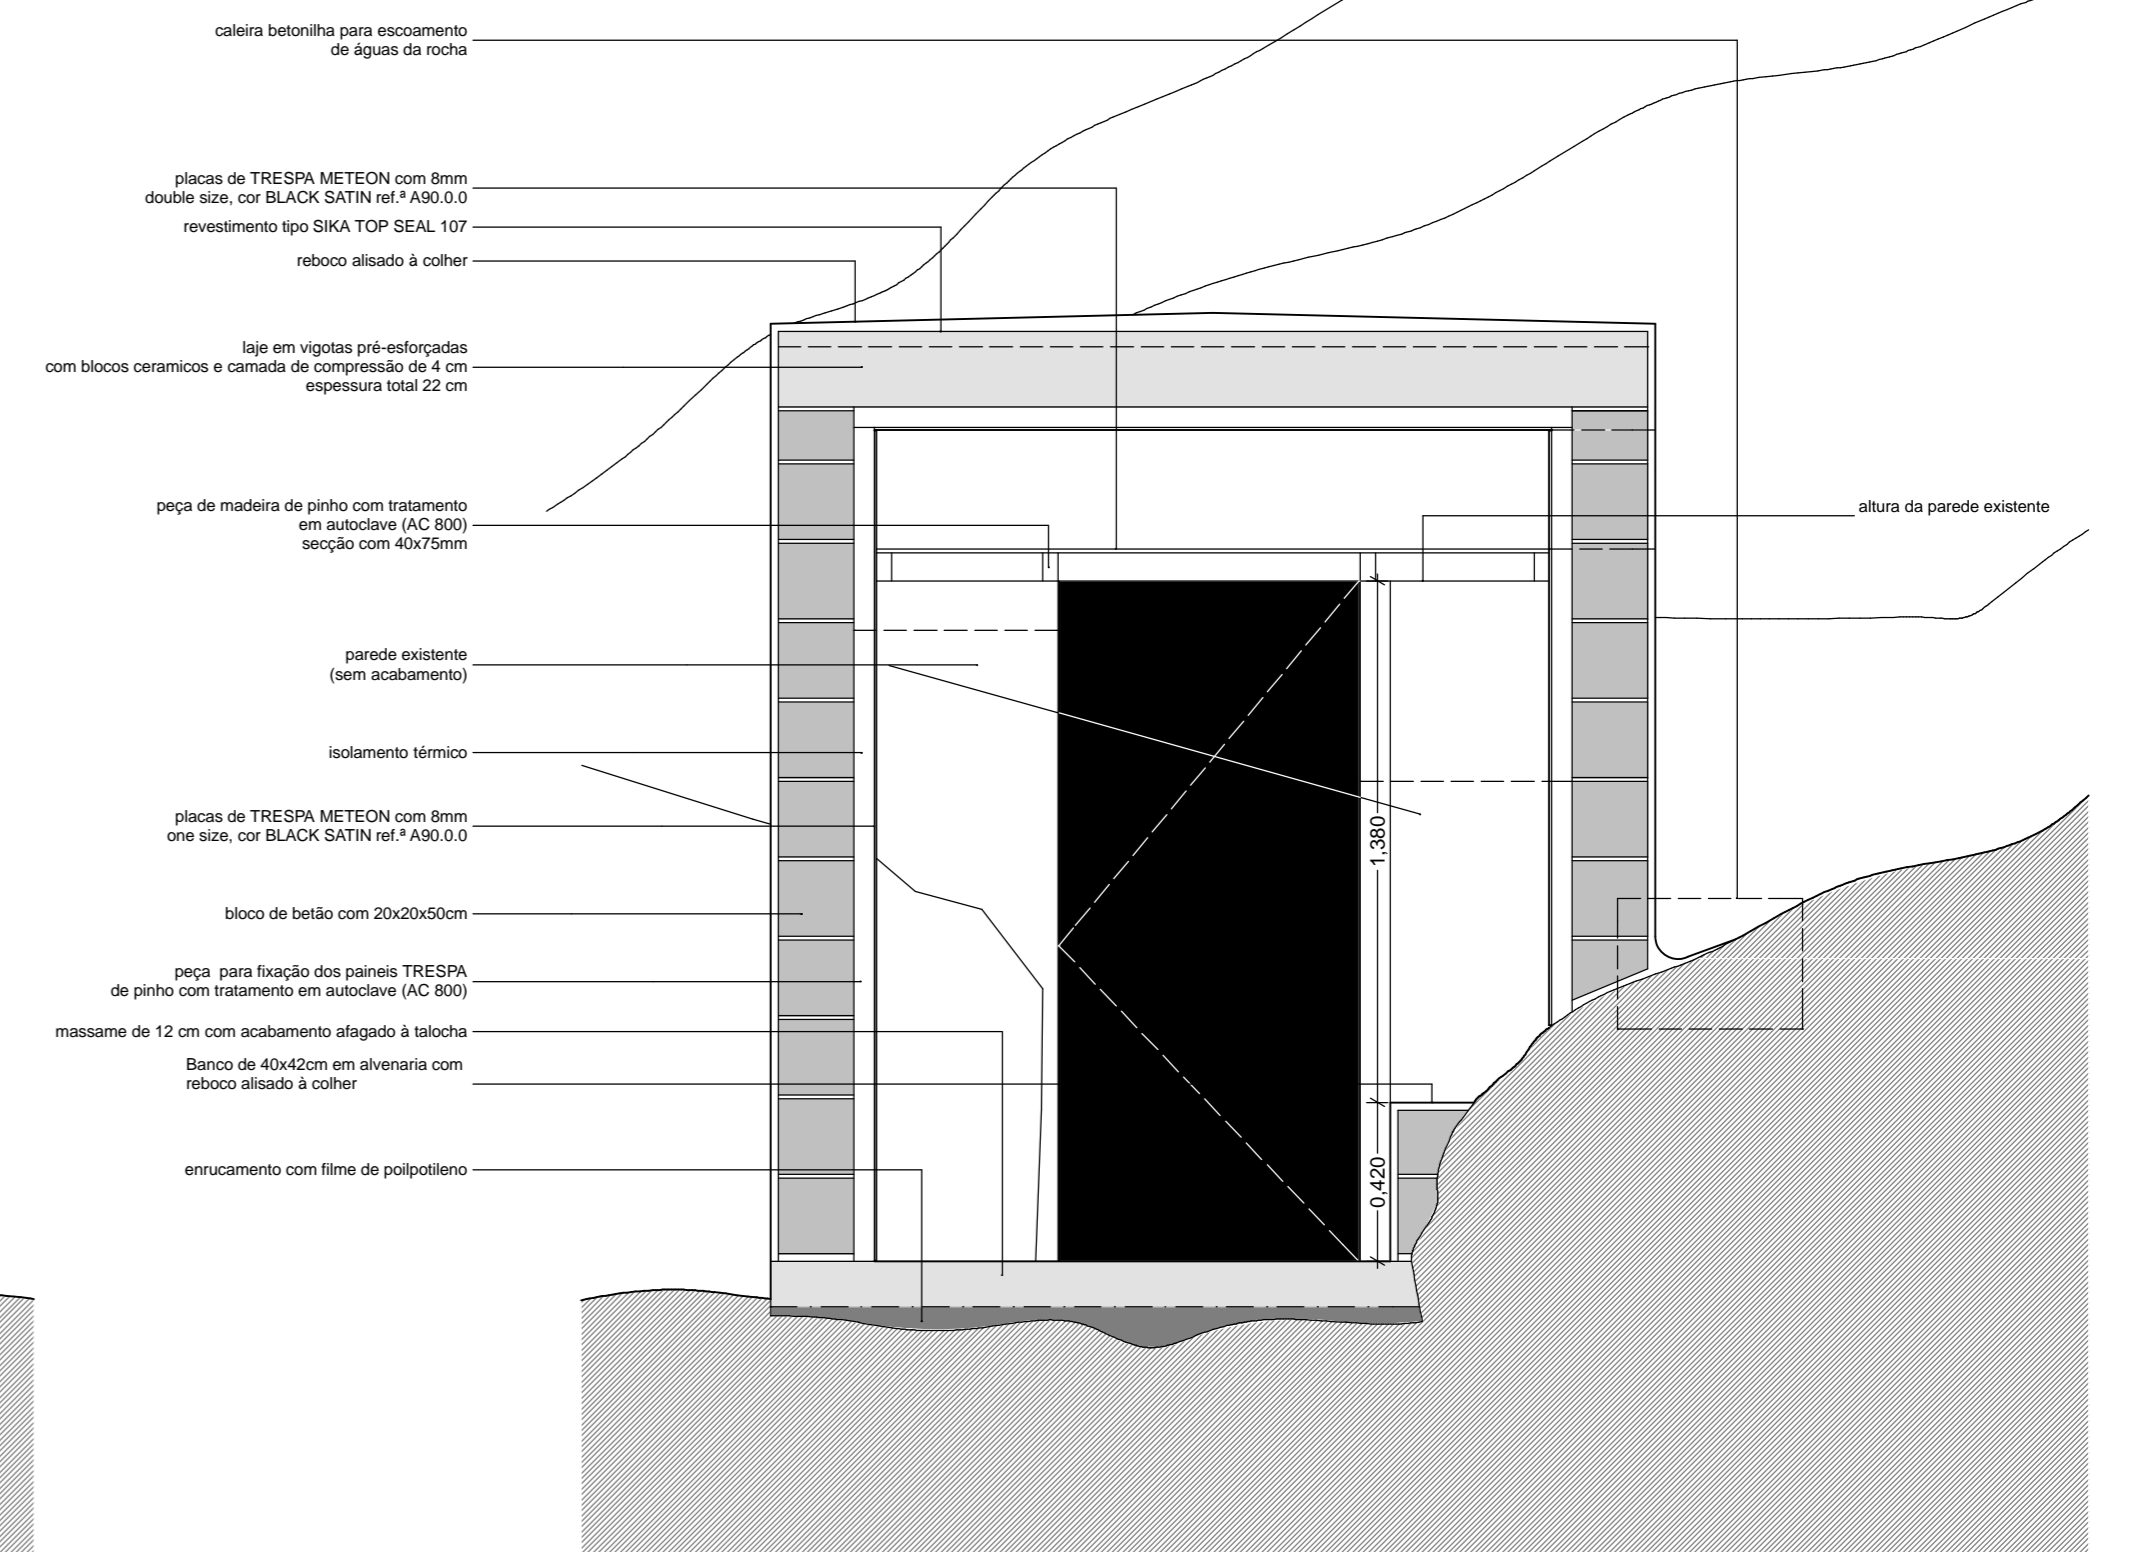 caleira betonilha para escoamento
de águas da rocha
placas de TRESPA METEON com 8mm
double size, cor BLACK SATIN ref.ª A90.0.0
revestimento tipo SIKA TOP SEAL 107
reboco alisado à colher
laje em vigotas pré-esforçadas
com blocos ceramicos e camada de compressão de 4 cm
espessura total 22 cm
peça de madeira de pinho com tratamento
em autoclave (AC 800)
secção com 40x75mm
altura da parede existente
parede existente
(sem acabamento)
isolamento térmico
placas de TRESPA METEON com 8mm
one size, cor BLACK SATIN ref.ª A90.0.0
1,380
bloco de betão com 20x20x50cm
peça  para fixação dos paineis TRESPA
de pinho com tratamento em autoclave (AC 800)
massame de 12 cm com acabamento afagado à talocha
Banco de 40x42cm em alvenaria com
reboco alisado à colher
enrucamento com filme de poilpotileno
0,420